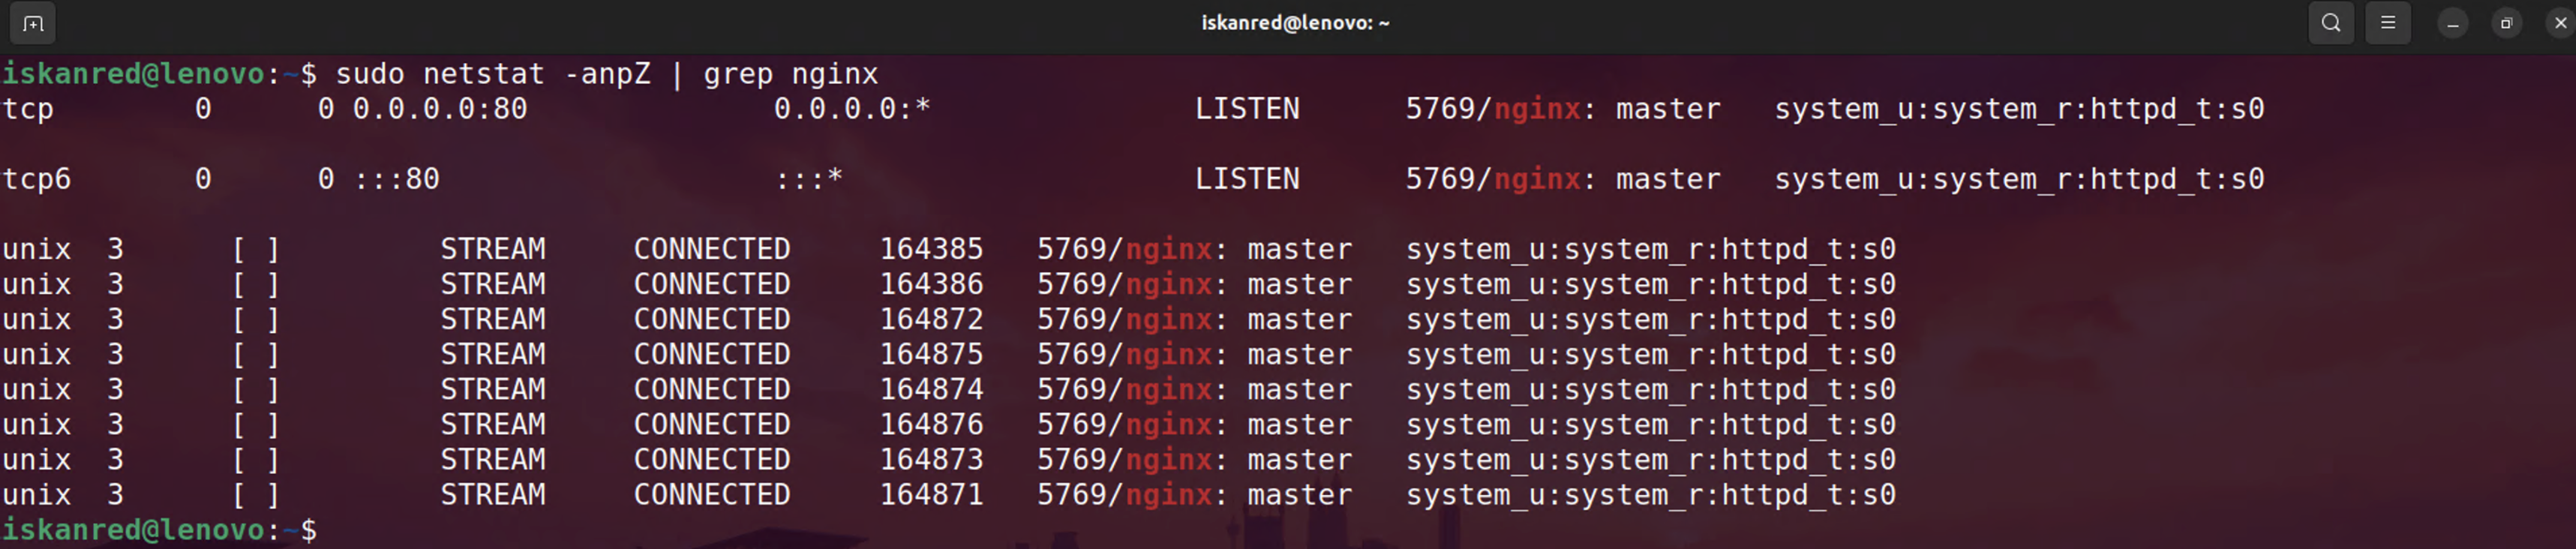 iskanred@lenovo: ~
iskanred@lenovo:~$ sudo netstat -anpZ | grep nginx
tcp        0      0 0.0.0.0:80              0.0.0.0:*               LISTEN      5769/nginx: master   system_u:system_r:httpd_t:s0
tcp6       0      0 :::80                   :::*                    LISTEN      5769/nginx: master   system_u:system_r:httpd_t:s0
unix  3      [ ]         STREAM     CONNECTED     164385   5769/nginx: master   system_u:system_r:httpd_t:s0
unix  3      [ ]         STREAM     CONNECTED     164386   5769/nginx: master   system_u:system_r:httpd_t:s0
unix  3      [ ]         STREAM     CONNECTED     164872   5769/nginx: master   system_u:system_r:httpd_t:s0
unix  3      [ ]         STREAM     CONNECTED     164875   5769/nginx: master   system_u:system_r:httpd_t:s0
unix  3      [ ]         STREAM     CONNECTED     164874   5769/nginx: master   system_u:system_r:httpd_t:s0
unix  3      [ ]         STREAM     CONNECTED     164876   5769/nginx: master   system_u:system_r:httpd_t:s0
unix  3      [ ]         STREAM     CONNECTED     164873   5769/nginx: master   system_u:system_r:httpd_t:s0
unix  3      [ ]         STREAM     CONNECTED     164871   5769/nginx: master   system_u:system_r:httpd_t:s0
iskanred@lenovo:~$